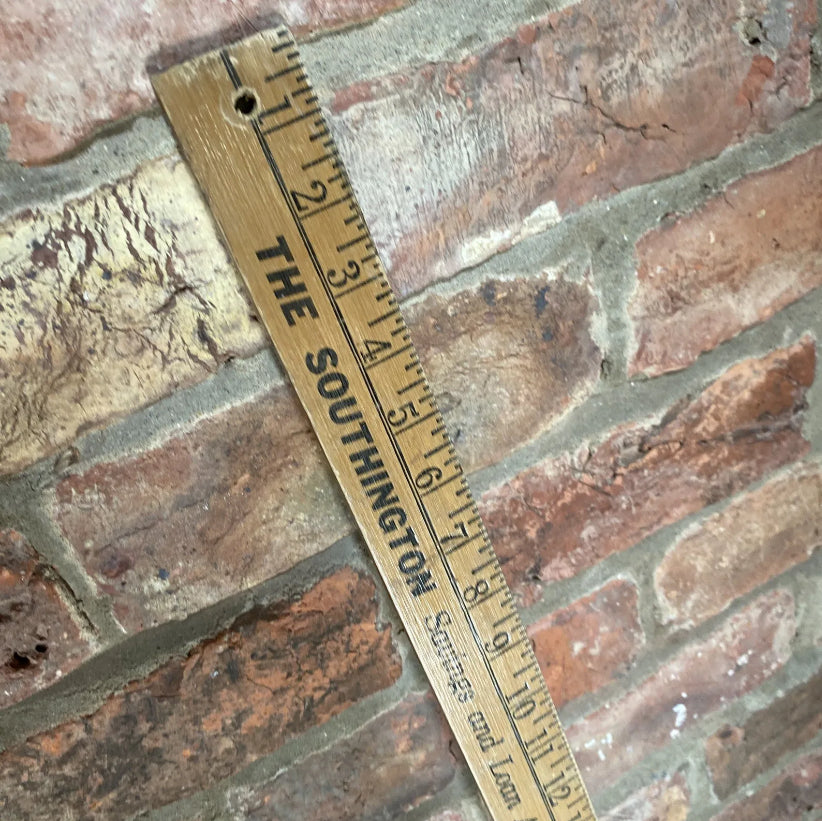 1 2 3 4 5 6 7 8 9 10 11 12
THE SOUTHINGTON Savings and Loan